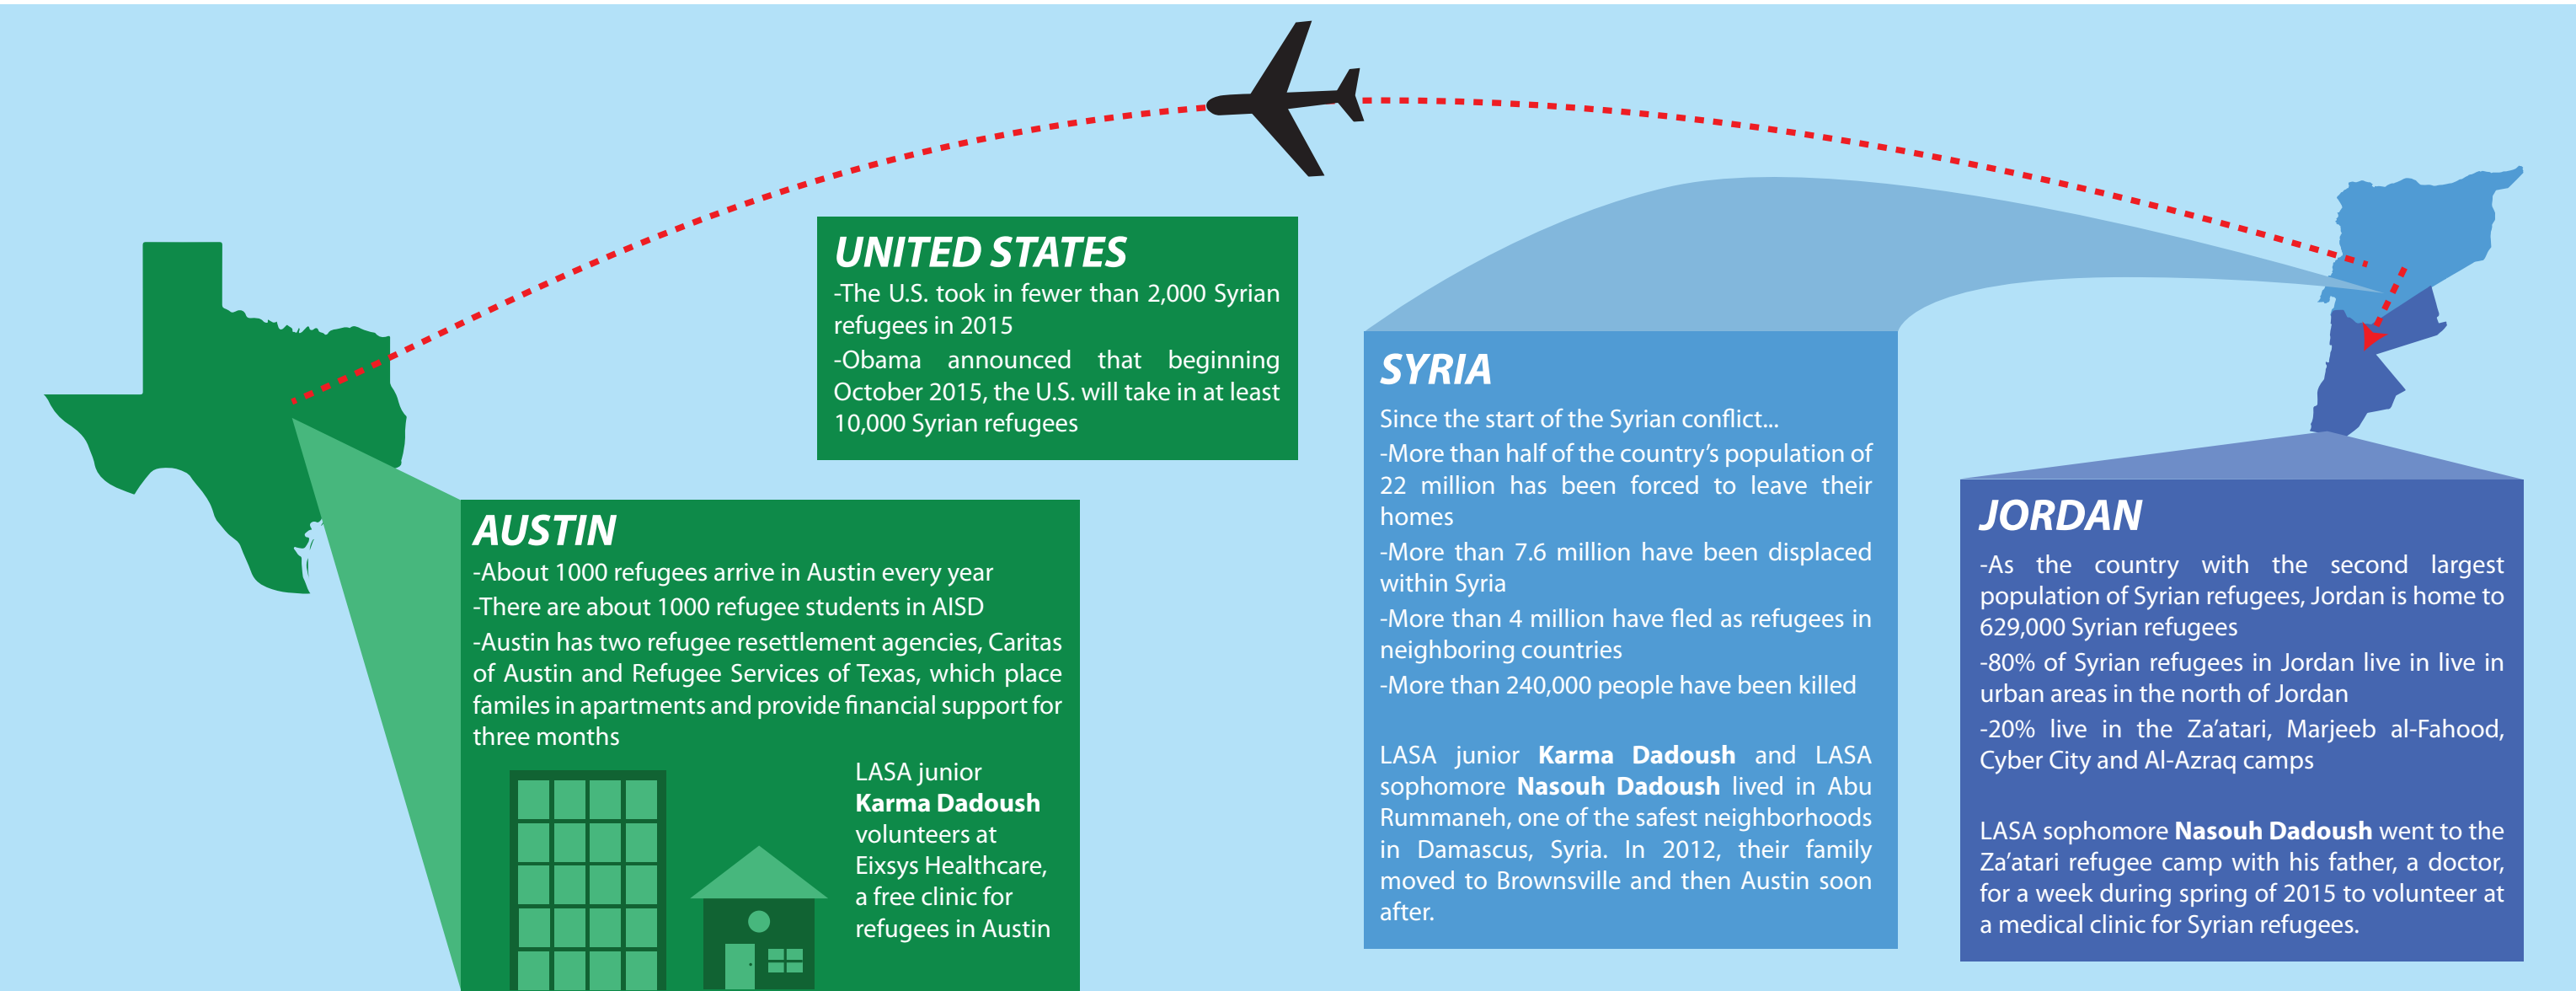 UNITED STATES
-The U.S. took in fewer than 2,000 Syrian
refugees in 2015
-Obama announced that beginning
October 2015, the U.S. will take in at least
10,000 Syrian refugees
AUSTIN
-About 1000 refugees arrive in Austin every year
-There are about 1000 refugee students in AISD
-Austin has two refugee resettlement agencies, Caritas
of Austin and Refugee Services of Texas, which place
familes in apartments and provide financial support for
three months
LASA junior
Karma Dadoush
volunteers at
Eixsys Healthcare,
a free clinic for
refugees in Austin
SYRIA
Since the start of the Syrian conflict...
-More than half of the country’s population of
22 million has been forced to leave their
homes
-More than 7.6 million have been displaced
within Syria
-More than 4 million have fled as refugees in
neighboring countries
-More than 240,000 people have been killed
LASA junior Karma Dadoush and LASA
sophomore Nasouh Dadoush lived in Abu
Rummaneh, one of the safest neighborhoods
in Damascus, Syria. In 2012, their family
moved to Brownsville and then Austin soon
after.
JORDAN
-As the country with the second largest
population of Syrian refugees, Jordan is home to
629,000 Syrian refugees
-80% of Syrian refugees in Jordan live in live in
urban areas in the north of Jordan
-20% live in the Za’atari, Marjeeb al-Fahood,
Cyber City and Al-Azraq camps
LASA sophomore Nasouh Dadoush went to the
Za’atari refugee camp with his father, a doctor,
for a week during spring of 2015 to volunteer at
a medical clinic for Syrian refugees.